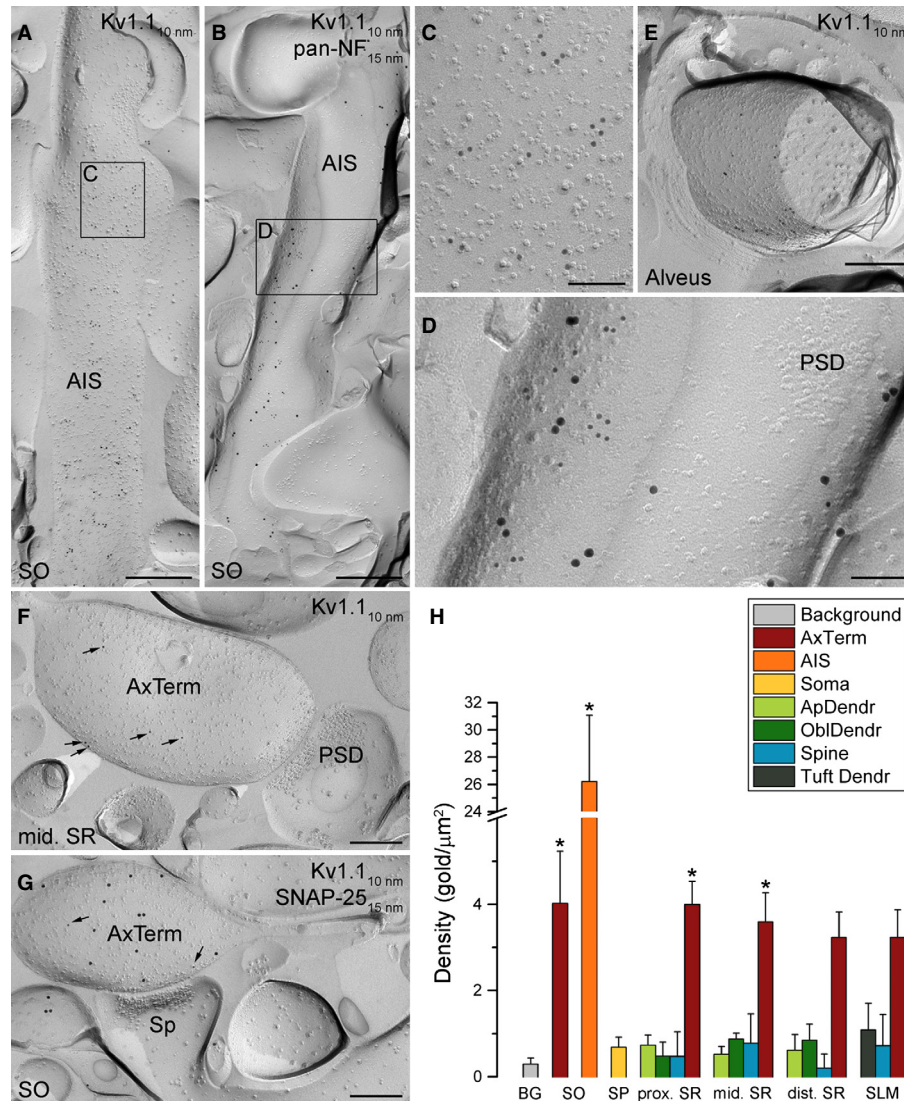 A
Kv1.1 10 nm
AIS
C
SO
B
Kv1.1 10 nm
pan-NF 15 nm
AIS
D
SO
C
E
Kv1.1 10 nm
Alveus
D
PSD
F
Kv1.1 10 nm
AxTerm
PSD
mid. SR
G
Kv1.1 10 nm
SNAP-25 15 nm
AxTerm
Sp
SO
H
Background
AxTerm
AIS
Soma
ApDendr
OblDendr
Spine
Tuft Dendr
Density (gold/μm²)
32
30
28
26
24
4
2
0
* * * *
BG SO SP prox. SR mid. SR dist. SR SLM